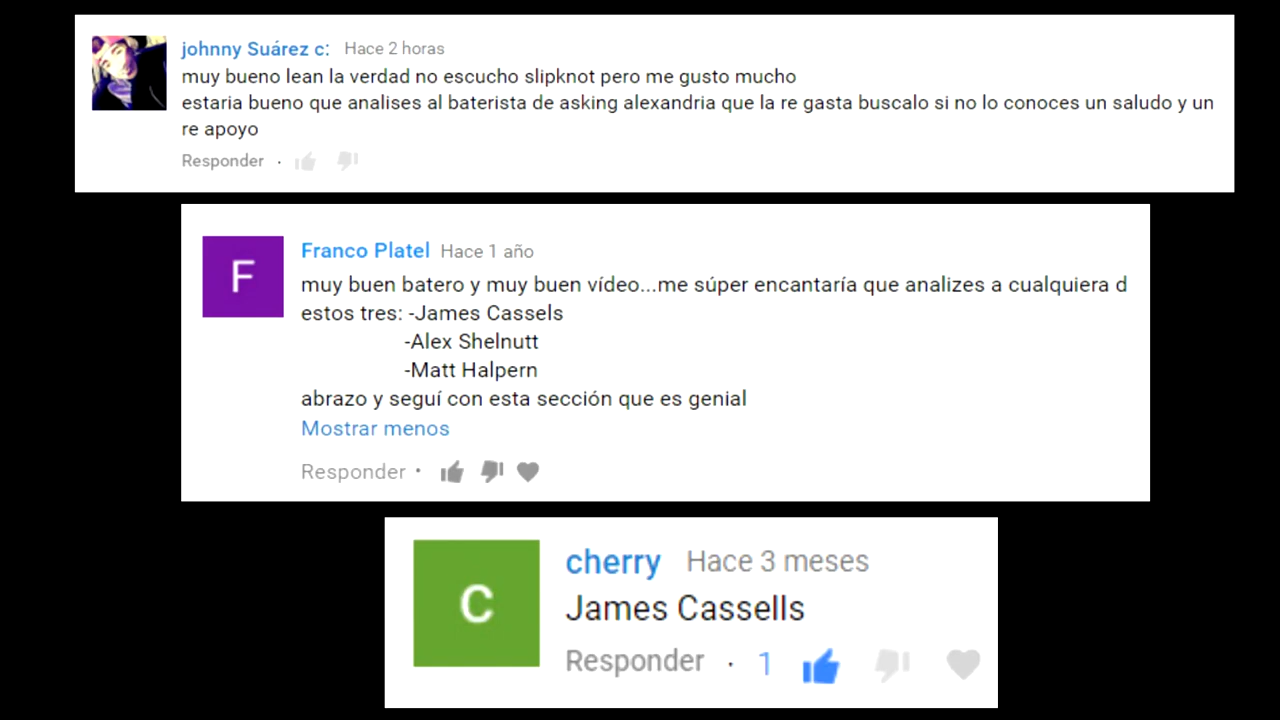 johnny Suárez c: Hace 2 horas
muy bueno lean la verdad no escucho slipknot pero me gusto mucho
estaria bueno que analises al baterista de asking alexandria que la re gasta buscalo si no lo conoces un saludo y un
re apoyo
Responder ·
F
Franco Platel Hace 1 año
muy buen batero y muy buen vídeo...me súper encantaría que analizes a cualquiera d
estos tres: -James Cassels
-Alex Shelnutt
-Matt Halpern
abrazo y seguí con esta sección que es genial
Mostrar menos
Responder ·
C
cherry Hace 3 meses
James Cassells
Responder · 1